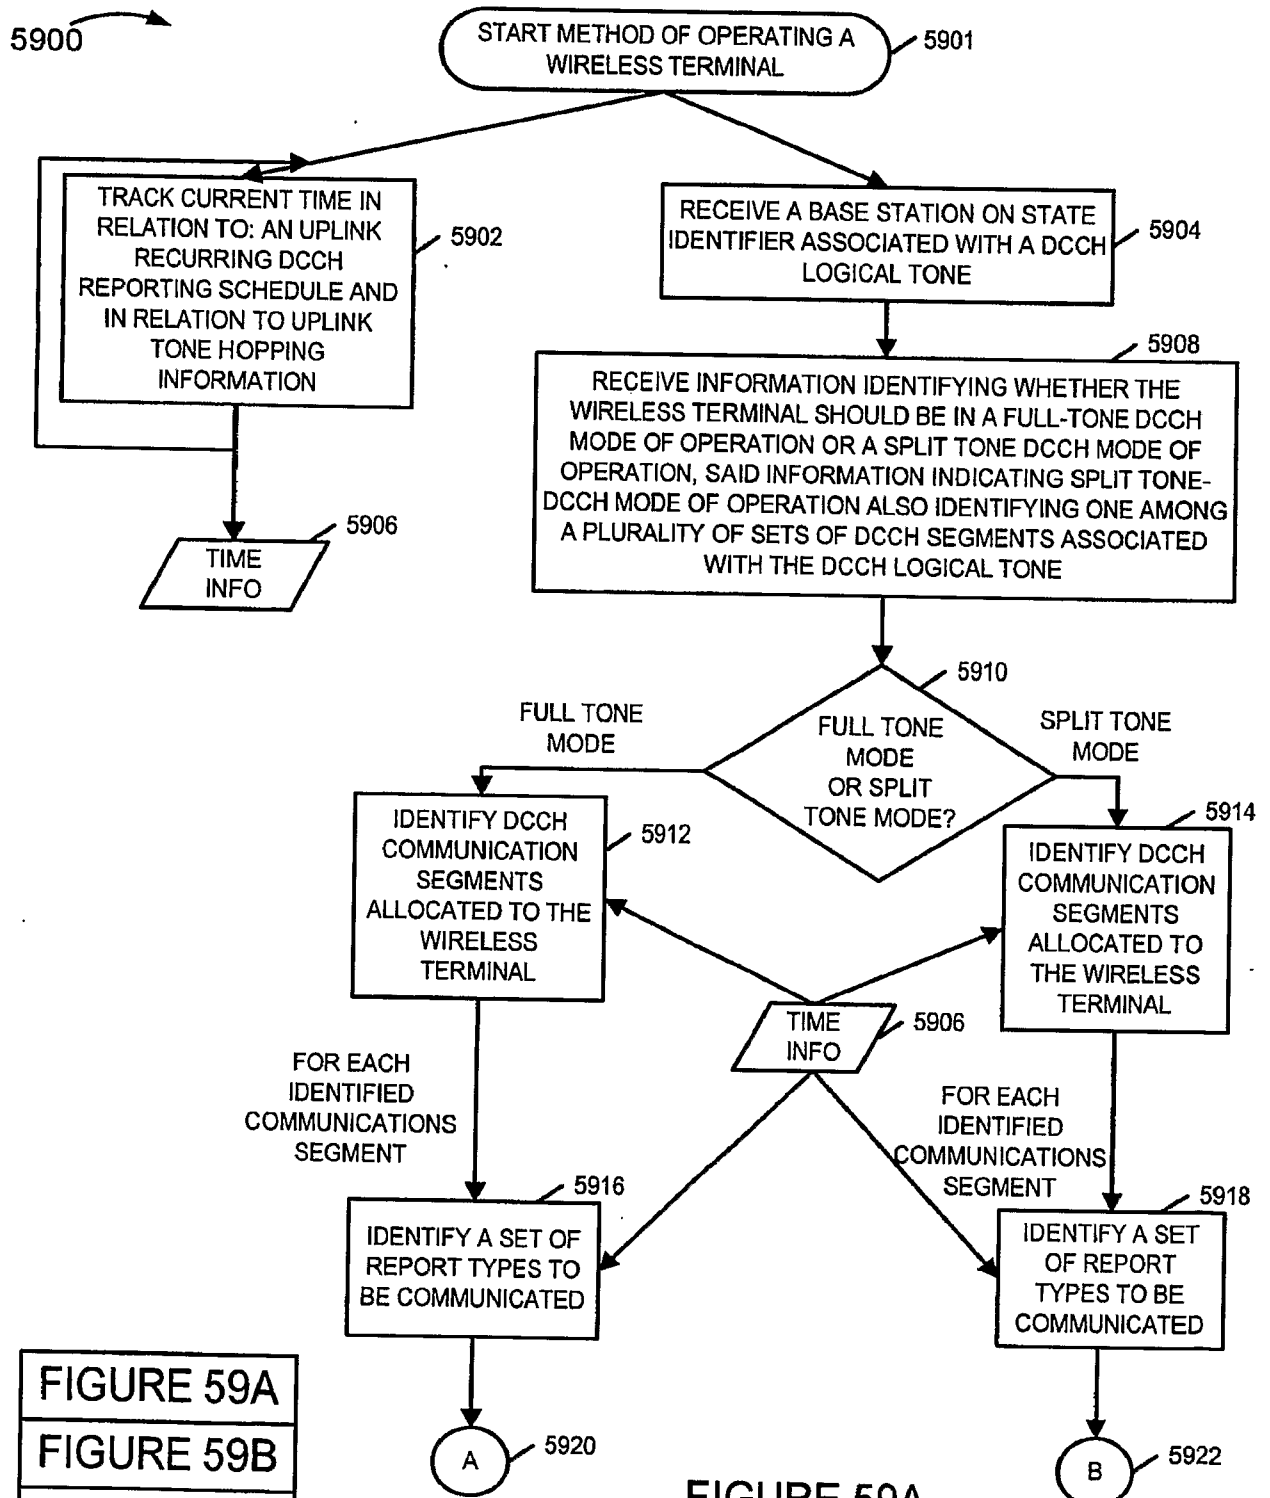 5900
START METHOD OF OPERATING A
WIRELESS TERMINAL
5901
TRACK CURRENT TIME IN
RELATION TO: AN UPLINK
RECURRING DCCH
REPORTING SCHEDULE AND
IN RELATION TO UPLINK
TONE HOPPING
INFORMATION
5902
RECEIVE A BASE STATION ON STATE
IDENTIFIER ASSOCIATED WITH A DCCH
LOGICAL TONE
5904
TIME
INFO
5906
RECEIVE INFORMATION IDENTIFYING WHETHER THE
WIRELESS TERMINAL SHOULD BE IN A FULL-TONE DCCH
MODE OF OPERATION OR A SPLIT TONE DCCH MODE OF
OPERATION, SAID INFORMATION INDICATING SPLIT TONE-
DCCH MODE OF OPERATION ALSO IDENTIFYING ONE AMONG
A PLURALITY OF SETS OF DCCH SEGMENTS ASSOCIATED
WITH THE DCCH LOGICAL TONE
5908
FULL TONE
MODE
OR SPLIT
TONE MODE?
5910
FULL TONE
MODE
SPLIT TONE
MODE
IDENTIFY DCCH
COMMUNICATION
SEGMENTS
ALLOCATED TO THE
WIRELESS
TERMINAL
5912
IDENTIFY DCCH
COMMUNICATION
SEGMENTS
ALLOCATED TO
THE WIRELESS
TERMINAL
5914
TIME
INFO
5906
FOR EACH
IDENTIFIED
COMMUNICATIONS
SEGMENT
FOR EACH
IDENTIFIED
COMMUNICATIONS
SEGMENT
IDENTIFY A SET OF
REPORT TYPES TO
BE COMMUNICATED
5916
IDENTIFY A SET
OF REPORT
TYPES TO BE
COMMUNICATED
5918
A
5920
B
5922
FIGURE 59A
FIGURE 59B
FIGURE 59A